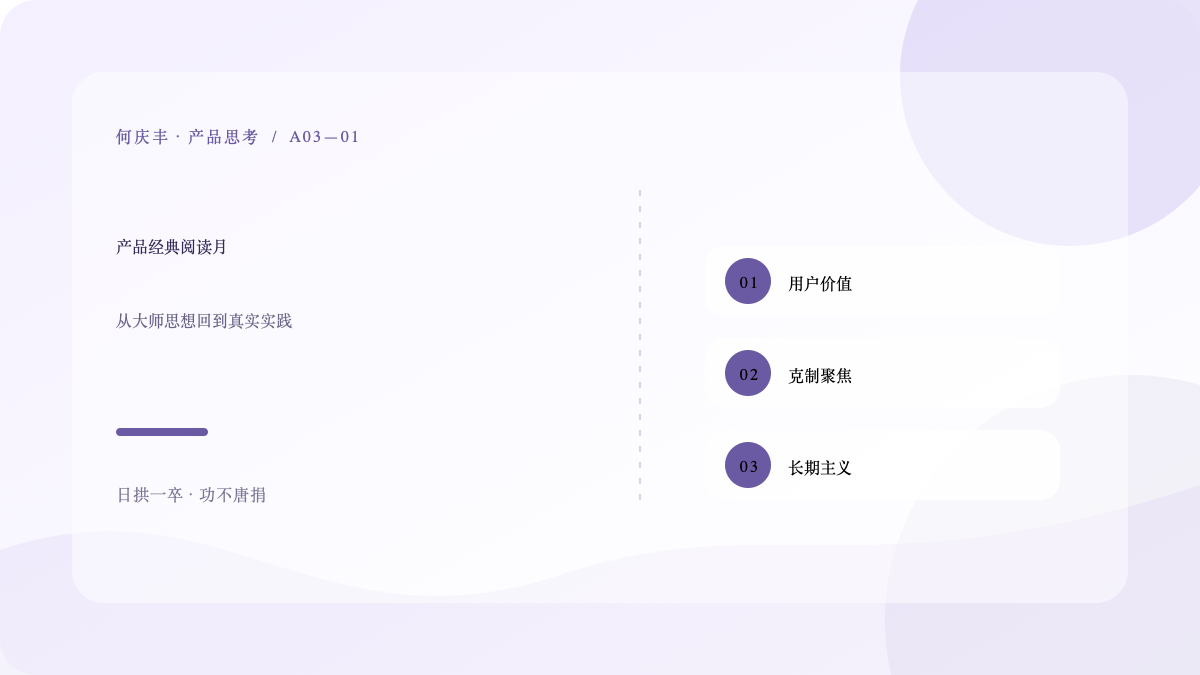 何庆丰 · 产品思考 / A03—01
产品经典阅读月
从大师思想回到真实实践
日拱一卒 · 功不唐捐
01 用户价值
02 克制聚焦
03 长期主义